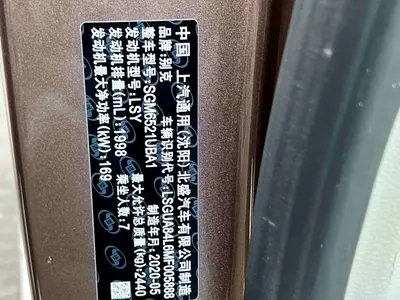 中国 上汽通用(沈阳)北盛汽车有限公司制造
品牌:别克 车辆识别代号:LSGUA84L6MF005888
整车型号:SGM6521UBA1 制造年月:2020-05
发动机型号:LSY 最大允许总质量(kg):2440
发动机排量(mL):1998 乘坐人数:7
发动机最大净功率(kW):169